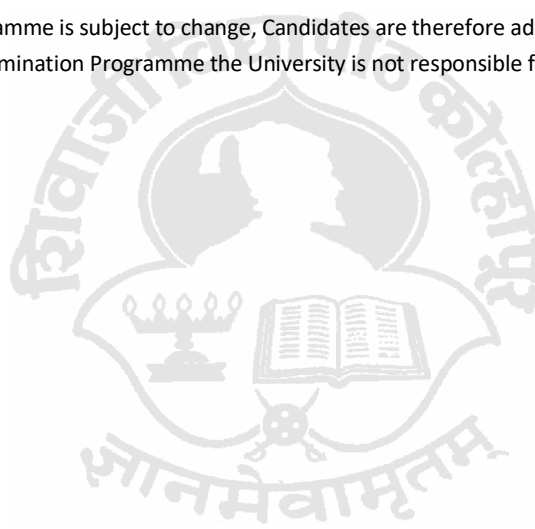 amme is subject to change, Candidates are therefore ad
mination Programme the University is not responsible f
शिवाजी विद्यापीठ कोल्हापूर
ज्ञानमेवामृतम्